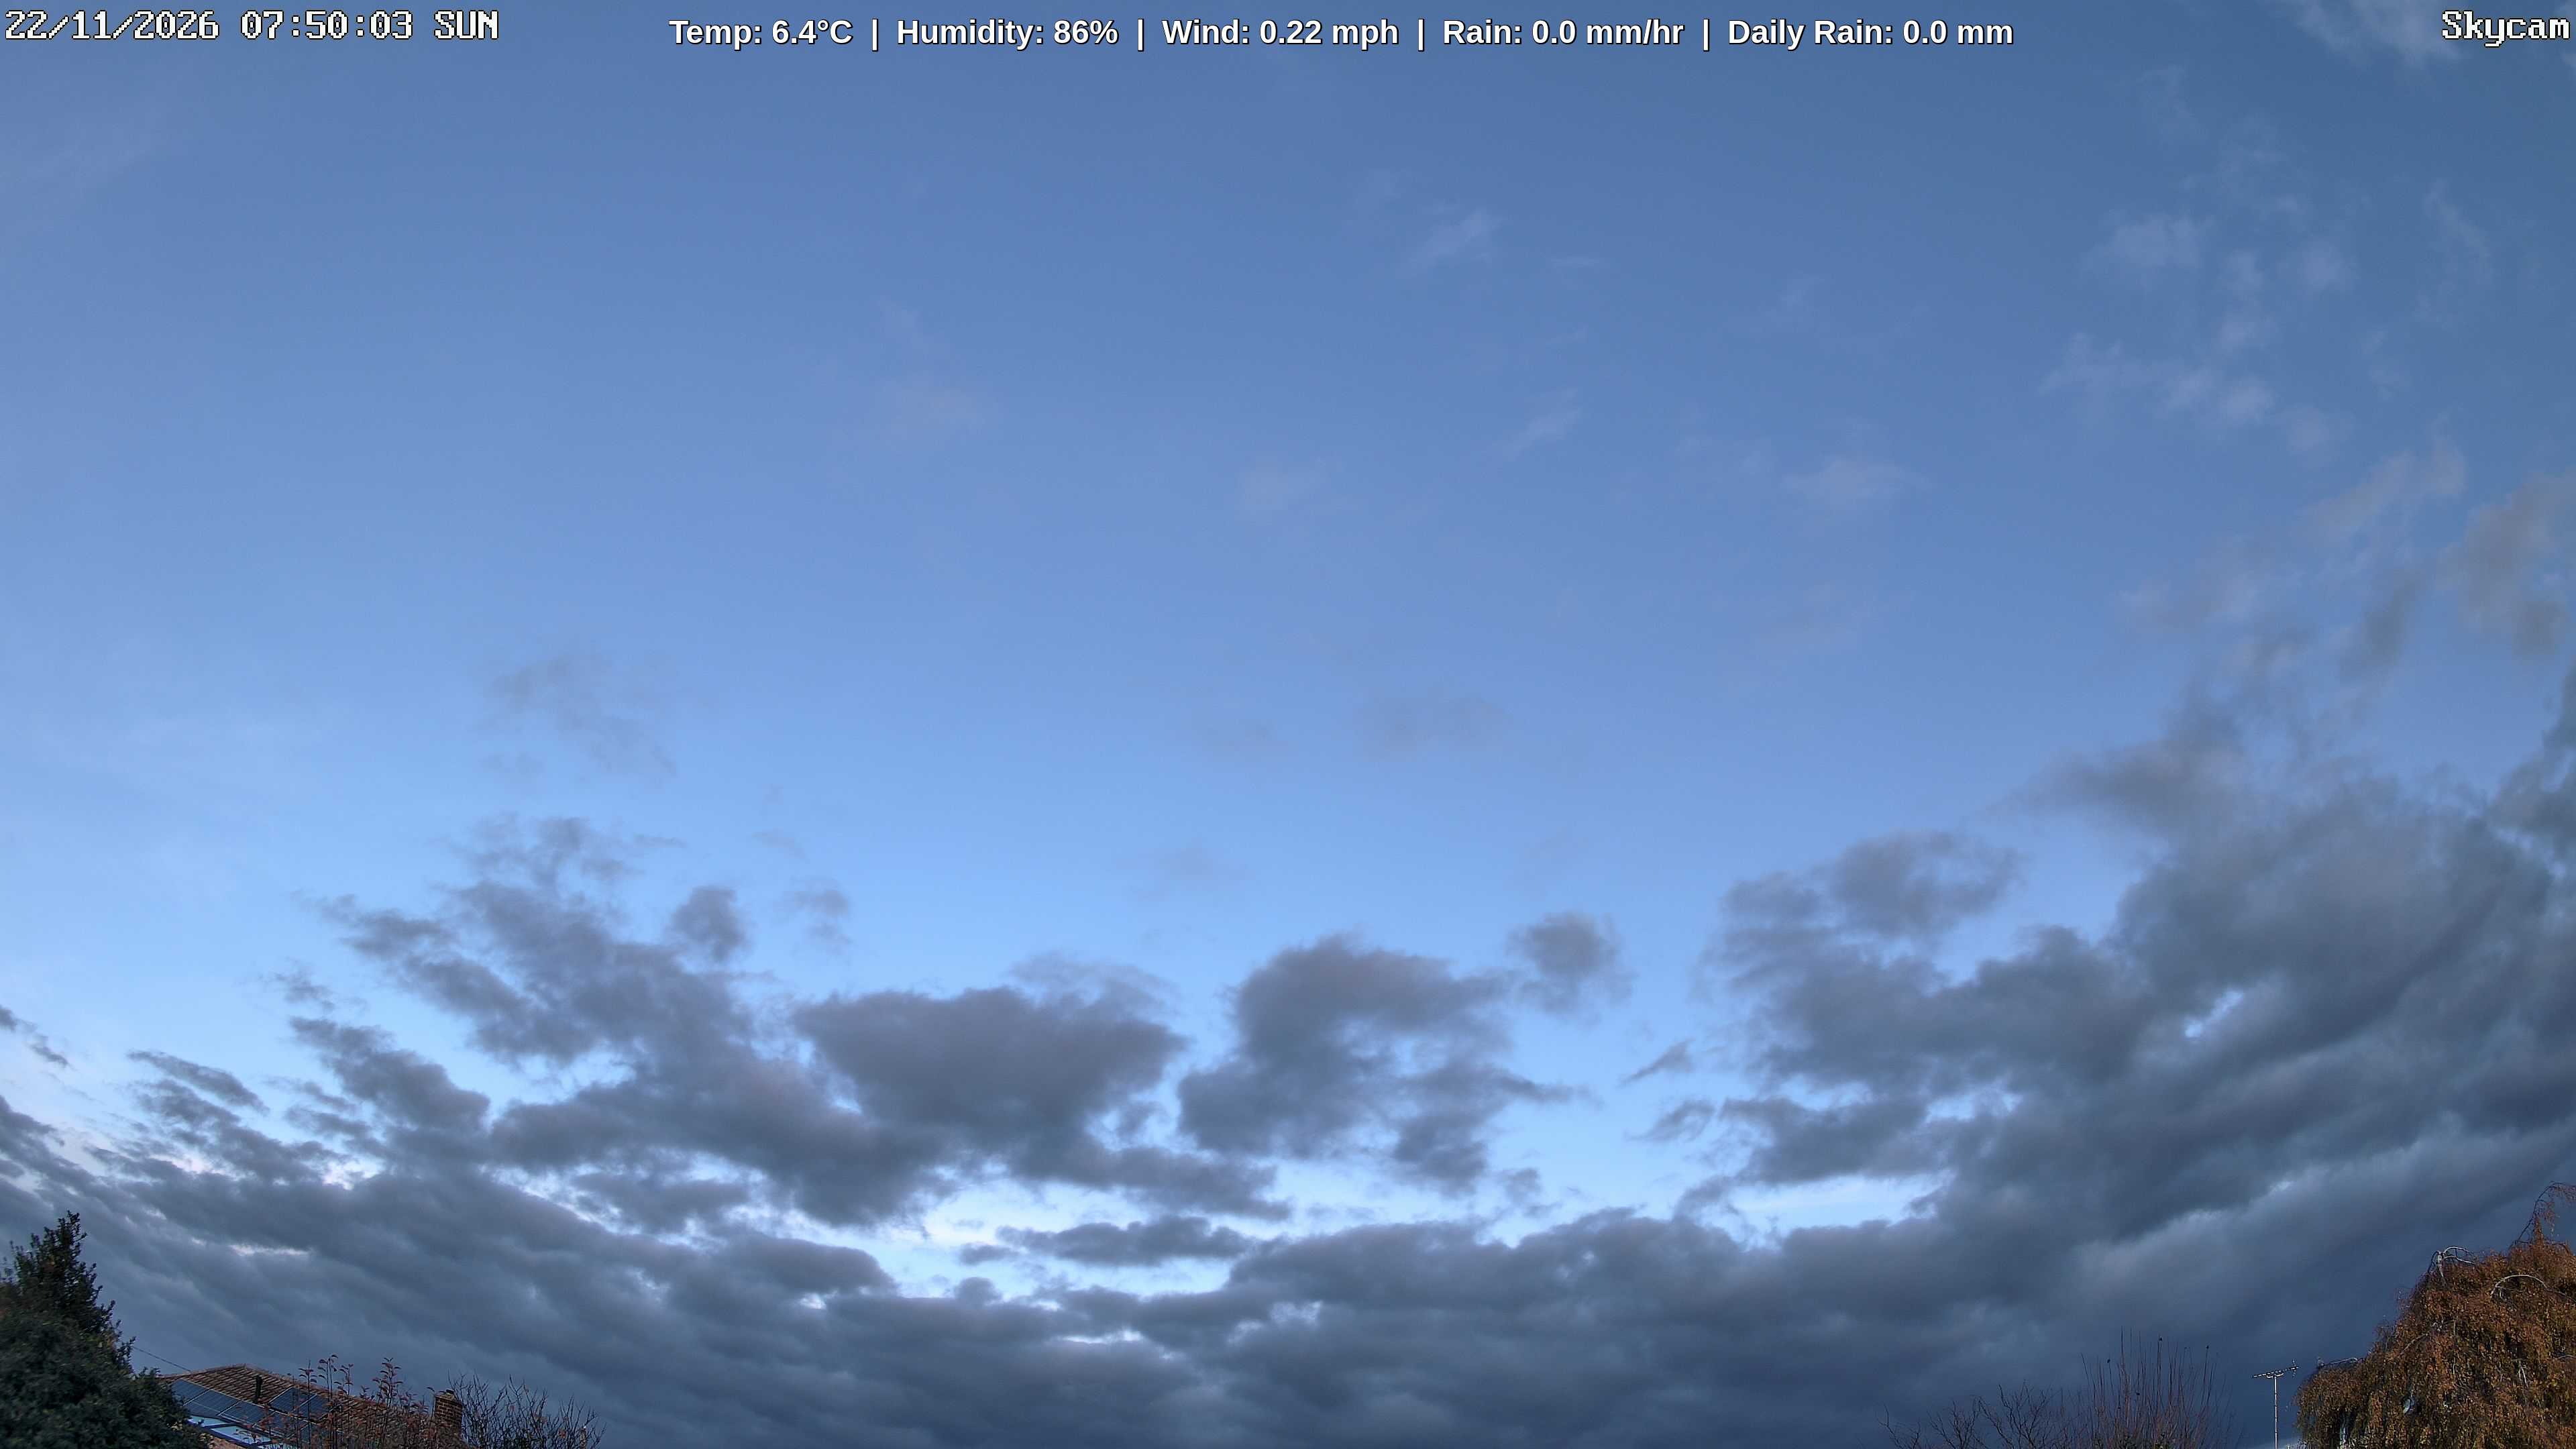 22/11/2026 07:50:03 SUN
Temp: 6.4°C | Humidity: 86% | Wind: 0.22 mph | Rain: 0.0 mm/hr | Daily Rain: 0.0 mm
Skycam